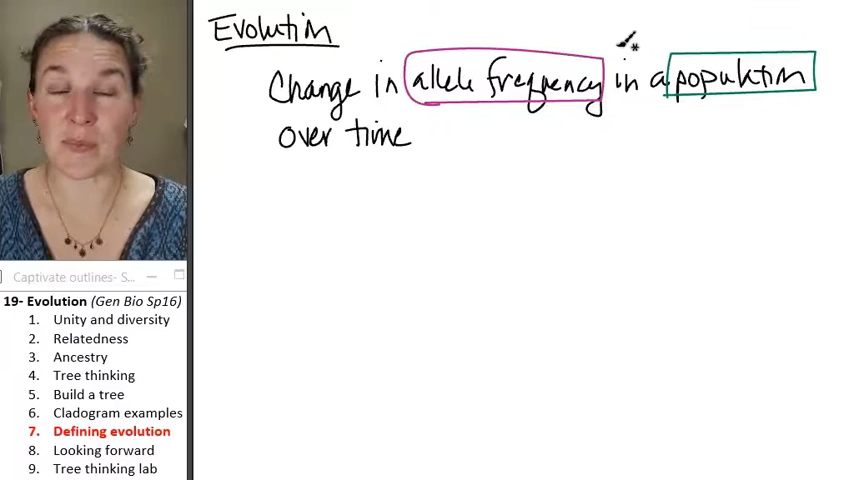 Evolution
Change in allele frequency in a population
over time
Captivate outlines- S...
19- Evolution (Gen Bio Sp16)
1. Unity and diversity
2. Relatedness
3. Ancestry
4. Tree thinking
5. Build a tree
6. Cladogram examples
7. Defining evolution
8. Looking forward
9. Tree thinking lab